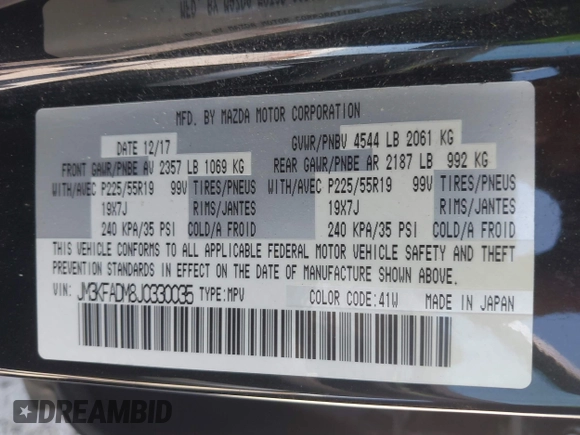 MFD. BY MAZDA MOTOR CORPORATION
DATE 12/17 GVWR/PNBV 4544 LB 2061 KG
FRONT GAWR/PNBE AV 2357 LB 1069 KG REAR GAWR/PNBE AR 2187 LB 992 KG
WITH/AVEC P225/55R19 99V TIRES/PNEUS WITH/AVEC P225/55R19 99V TIRES/PNEUS
19X7J RIMS/JANTES 19X7J RIMS/JANTES
240 KPA/35 PSI COLD/A FROID 240 KPA/35 PSI COLD/A FROID
THIS VEHICLE CONFORMS TO ALL APPLICABLE FEDERAL MOTOR VEHICLE SAFETY AND THEFT
PREVENTION STANDARDS IN EFFECT ON THE DATE OF MANUFACTURE SHOWN ABOVE.
VIN: JM3KFADM8J0330035 TYPE:MPV COLOR CODE:41W MADE IN JAPAN
DREAMBID